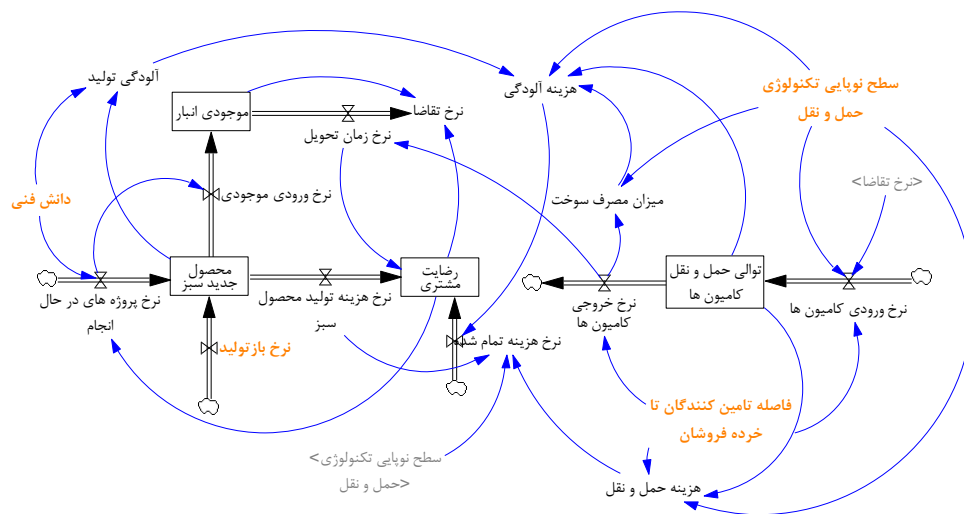 آلودگی تولید
هزینه آلودگی
سطح نوپایی تکنولوژی
حمل و نقل
موجودی انبار
نرخ تقاضا
نرخ زمان تحویل
<نرخ تقاضا>
میزان مصرف سوخت
نرخ ورودی موجودی
دانش فنی
محصول
جدید سبز
رضایت
مشتری
توالی حمل و نقل
کامیون ها
نرخ پروژه های در حال
انجام
نرخ هزینه تولید محصول
سبز
نرخ خروجی
کامیون ها
نرخ ورودی کامیون ها
نرخ باز تولید
نرخ هزینه تمام شده
فاصله تامین کنندگان تا
خرده فروشان
<سطح نوپایی تکنولوژی
حمل و نقل>
هزینه حمل و نقل